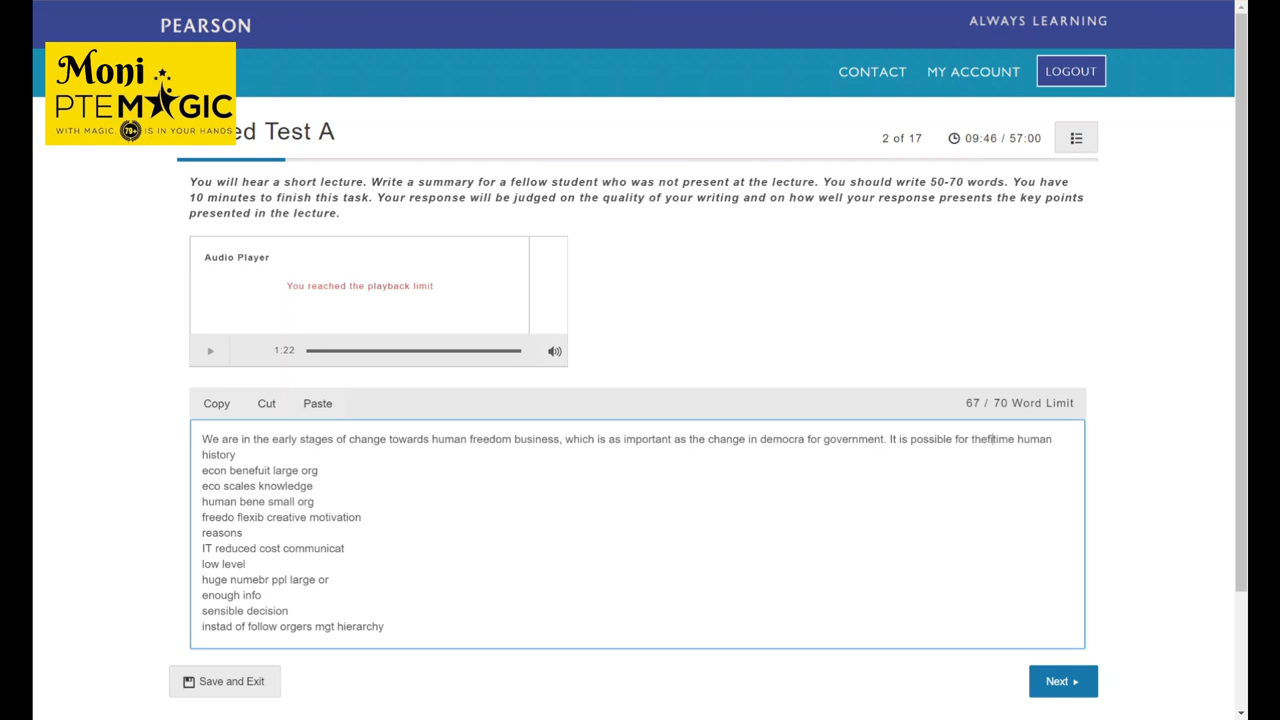 PEARSON
ALWAYS LEARNING
Moni
PTEMAGIC
WITH MAGIC, 79+ IS IN YOUR HANDS
CONTACT
MY ACCOUNT
LOGOUT
ed Test A
2 of 17
09:46 / 57:00
You will hear a short lecture. Write a summary for a fellow student who was not present at the lecture. You should write 50-70 words. You have
10 minutes to finish this task. Your response will be judged on the quality of your writing and on how well your response presents the key points
presented in the lecture.
Audio Player
You reached the playback limit
1:22
Copy
Cut
Paste
67 / 70 Word Limit
We are in the early stages of change towards human freedom business, which is as important as the change in democra for government. It is possible for thefitime human
history
econ benefuit large org
eco scales knowledge
human bene small org
freedo flexib creative motivation
reasons
IT reduced cost communicat
low level
huge numebr ppl large or
enough info
sensible decision
instad of follow orgers mgt hierarchy
Save and Exit
Next